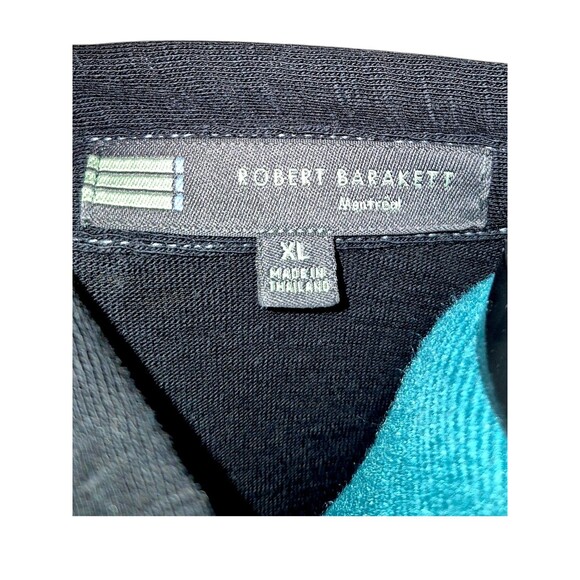 ROBERT BARAKETT
Montreal
XL
MADE IN
THAILAND